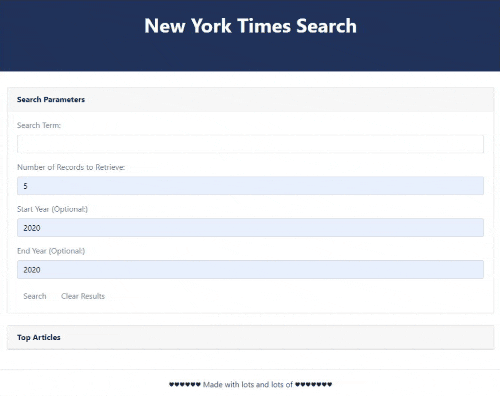 New York Times Search
Search Parameters
Search Term:
Number of Records to Retrieve:
5
Start Year (Optional:)
2020
End Year (Optional:)
2020
Search Clear Results
Top Articles
♥♥♥♥♥♥ Made with lots and lots of ♥♥♥♥♥♥♥